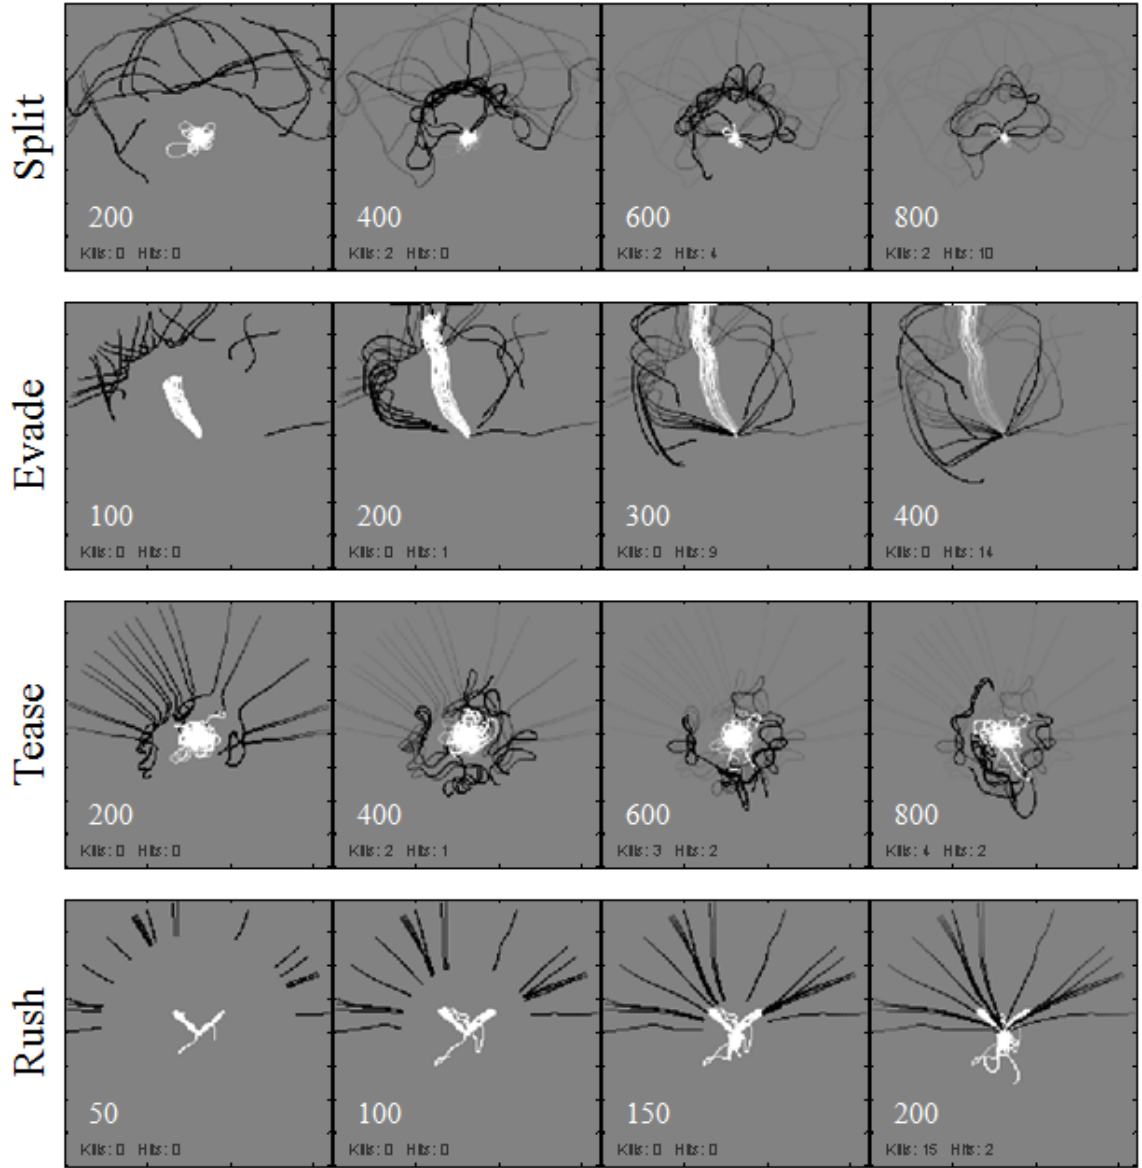 Split
200
Kills: 0 Hits: 0
400
Kills: 2 Hits: 0
600
Kills: 2 Hits: 4
800
Kills: 2 Hits: 10
Evade
100
Kills: 0 Hits: 0
200
Kills: 0 Hits: 1
300
Kills: 0 Hits: 9
400
Kills: 0 Hits: 14
Tease
200
Kills: 0 Hits: 0
400
Kills: 2 Hits: 1
600
Kills: 3 Hits: 2
800
Kills: 4 Hits: 2
Rush
50
Kills: 0 Hits: 0
100
Kills: 0 Hits: 0
150
Kills: 0 Hits: 0
200
Kills: 15 Hits: 2